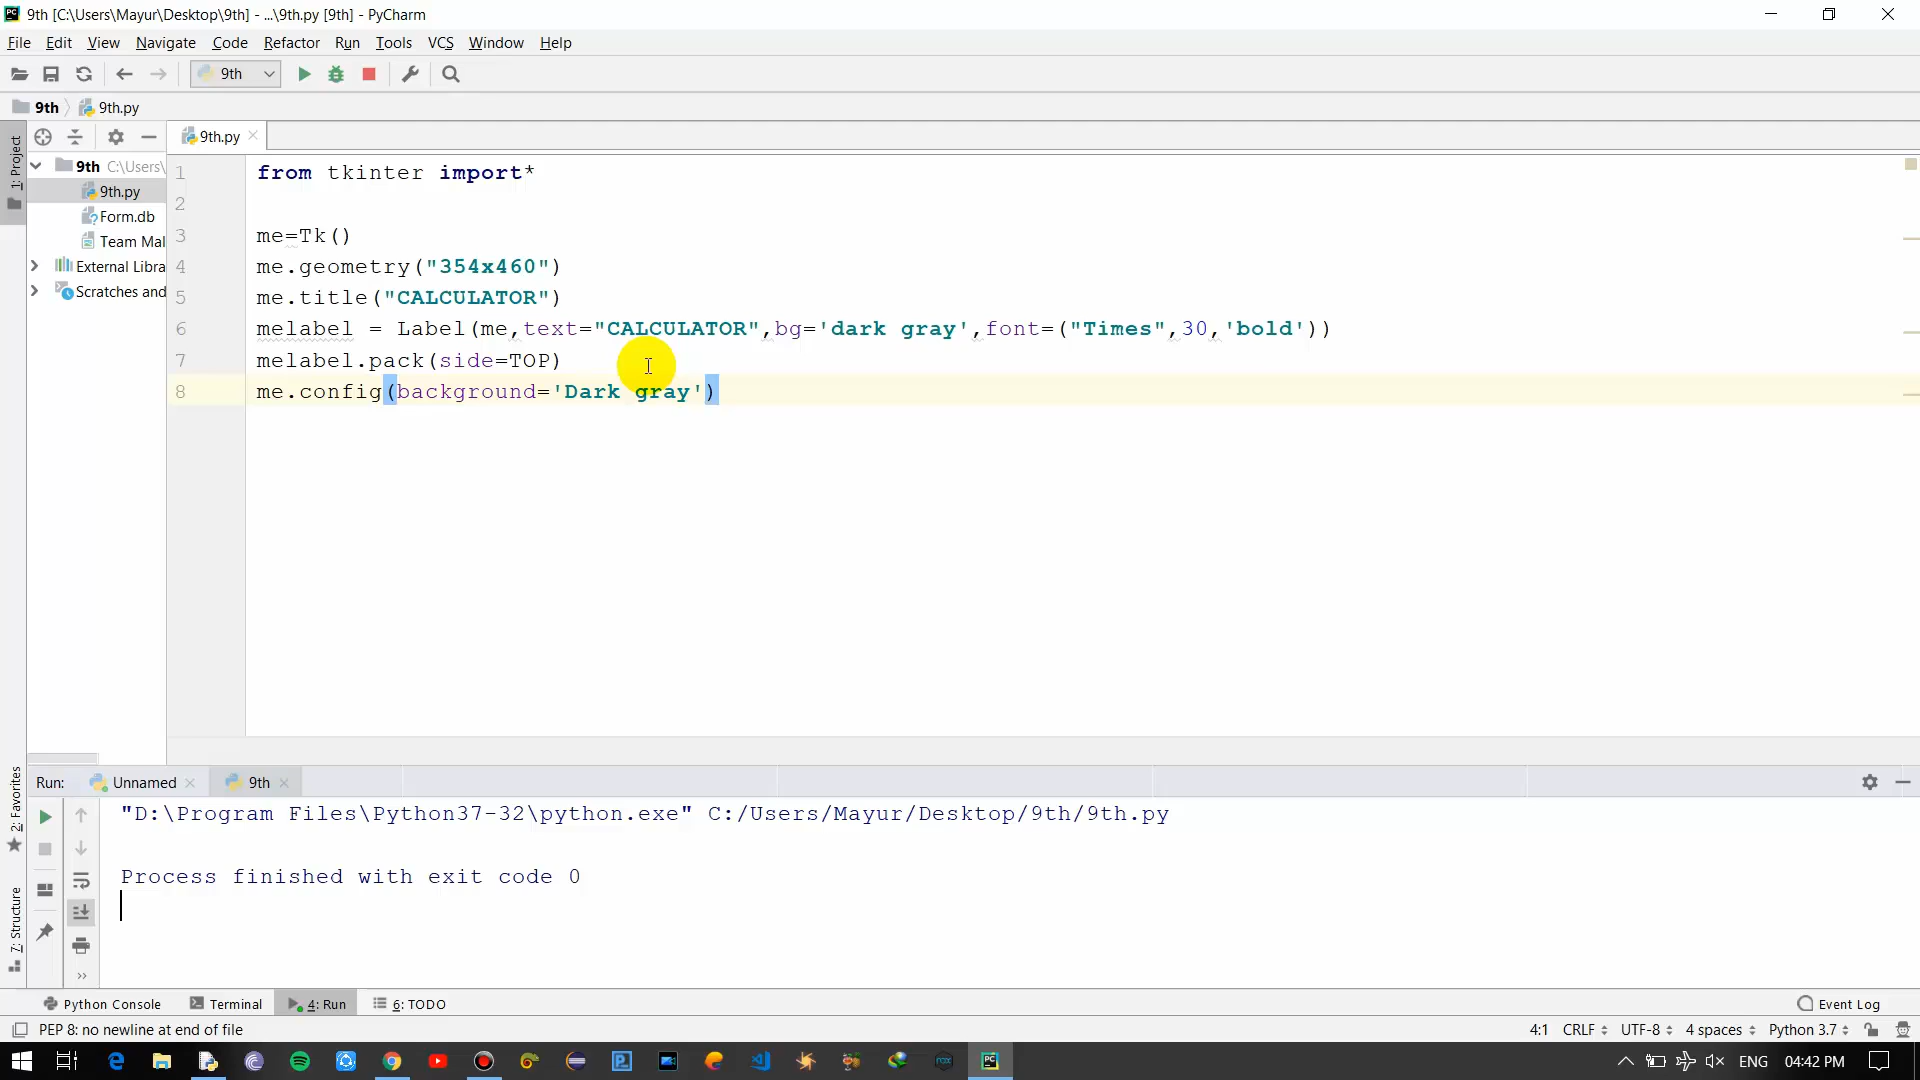 9th [C:\Users\Mayur\Desktop\9th] - ...\9th.py [9th] - PyCharm
File Edit View Navigate Code Refactor Run Tools VCS Window Help
9th
9th 9th.py
1: Project
9th.py
9th C:\Users\
9th.py
Form.db
Team Mal
External Libra
Scratches and
1 from tkinter import*
2
3 me=Tk()
4 me.geometry("354x460")
5 me.title("CALCULATOR")
6 melabel = Label(me,text="CALCULATOR",bg='dark gray',font=("Times",30,'bold'))
7 melabel.pack(side=TOP)
8 me.config(background='Dark gray')
2: Favorites
7: Structure
Run: Unnamed 9th
"D:\Program Files\Python37-32\python.exe" C:/Users/Mayur/Desktop/9th/9th.py
Process finished with exit code 0
Python Console Terminal 4: Run 6: TODO Event Log
PEP 8: no newline at end of file 4:1 CRLF UTF-8 4 spaces Python 3.7
ENG 04:42 PM